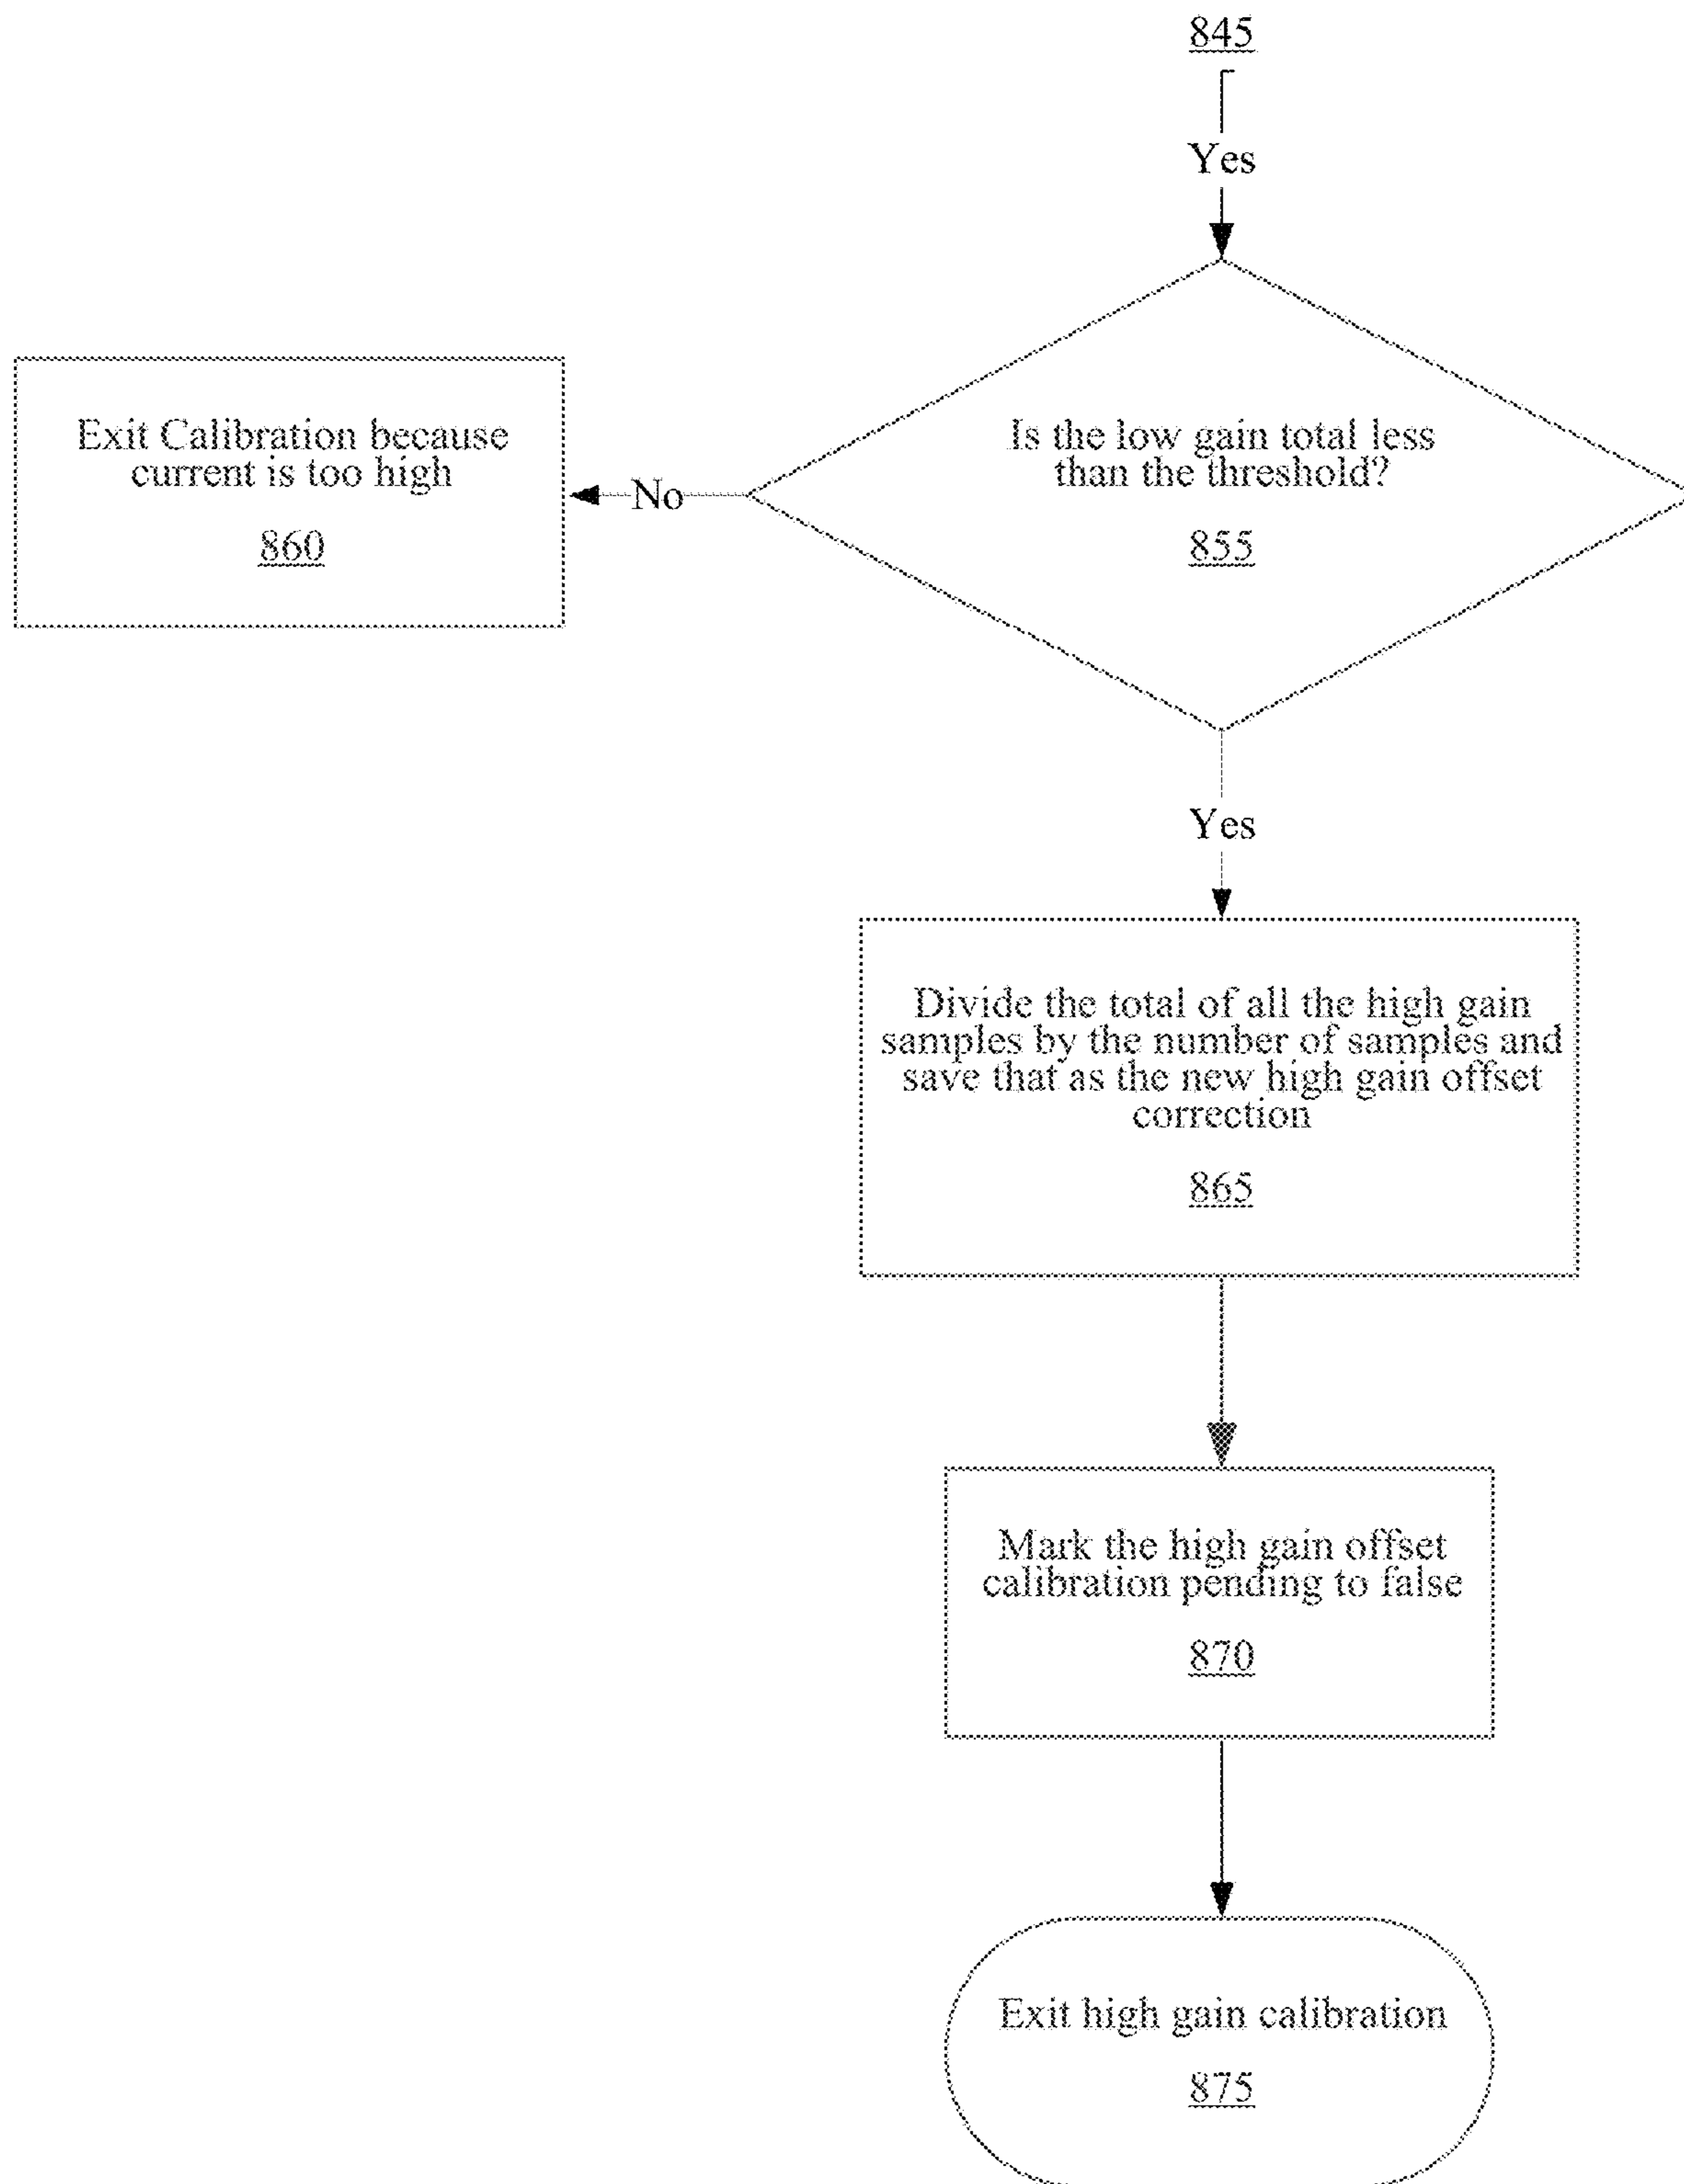 845
Yes
Is the low gain total less
than the threshold?
855
No
Exit Calibration because
current is too high
860
Yes
Divide the total of all the high gain
samples by the number of samples and
save that as the new high gain offset
correction
865
Mark the high gain offset
calibration pending to false
870
Exit high gain calibration
875